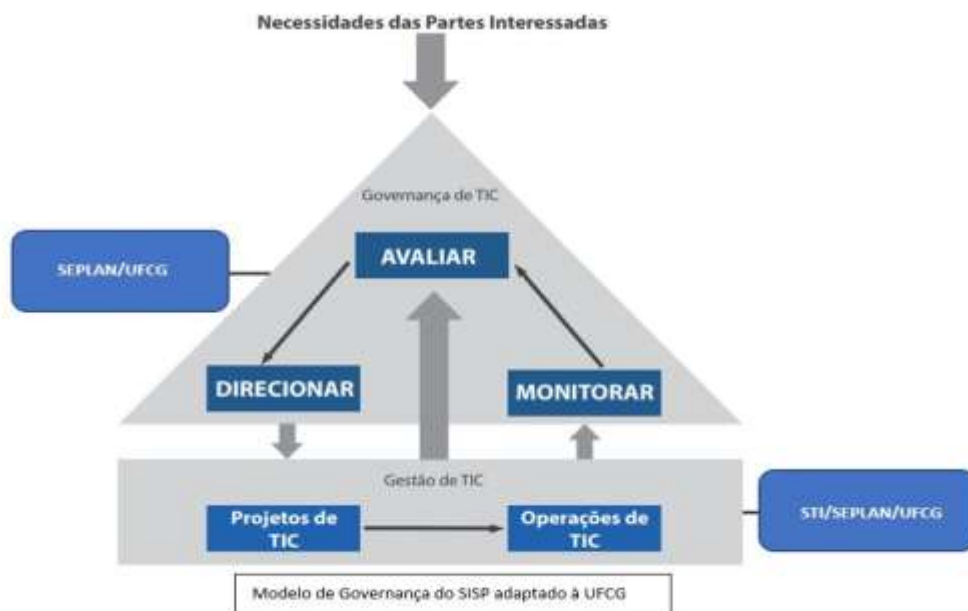 Necessidades das Partes Interessadas
Governança de TIC
AVALIAR
SEPLAN/UFCG
DIRECIONAR
MONITORAR
Gestão de TIC
Projetos de
TIC
Operações de
TIC
STI/SEPLAN/UFCG
Modelo de Governança do SISP adaptado à UFCG